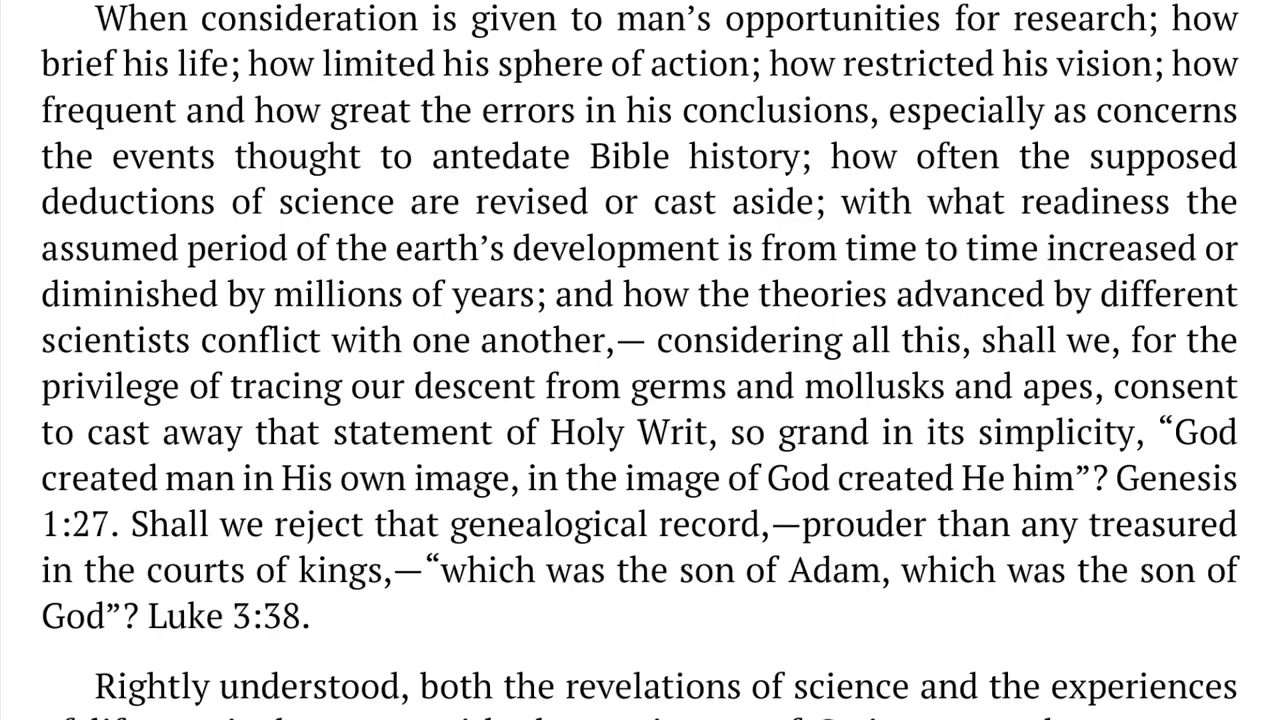 When consideration is given to man’s opportunities for research; how
brief his life; how limited his sphere of action; how restricted his vision; how
frequent and how great the errors in his conclusions, especially as concerns
the events thought to antedate Bible history; how often the supposed
deductions of science are revised or cast aside; with what readiness the
assumed period of the earth’s development is from time to time increased or
diminished by millions of years; and how the theories advanced by different
scientists conflict with one another,— considering all this, shall we, for the
privilege of tracing our descent from germs and mollusks and apes, consent
to cast away that statement of Holy Writ, so grand in its simplicity, “God
created man in His own image, in the image of God created He him”? Genesis
1:27. Shall we reject that genealogical record,—prouder than any treasured
in the courts of kings,—“which was the son of Adam, which was the son of
God”? Luke 3:38.
Rightly understood, both the revelations of science and the experiences